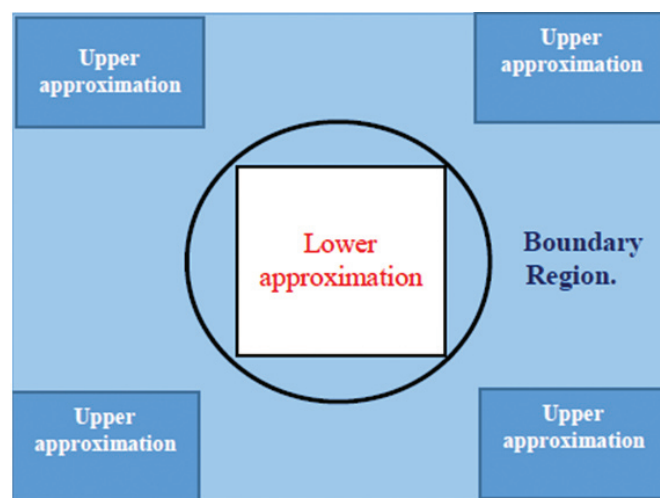 Upper
approximation
Upper
approximation
Lower
approximation
Boundary
Region.
Upper
approximation
Upper
approximation